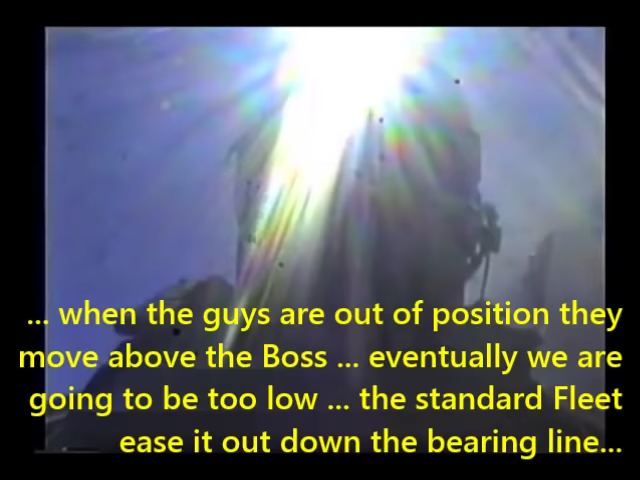 ... when the guys are out of position they
move above the Boss ... eventually we are
going to be too low ... the standard Fleet
ease it out down the bearing line...